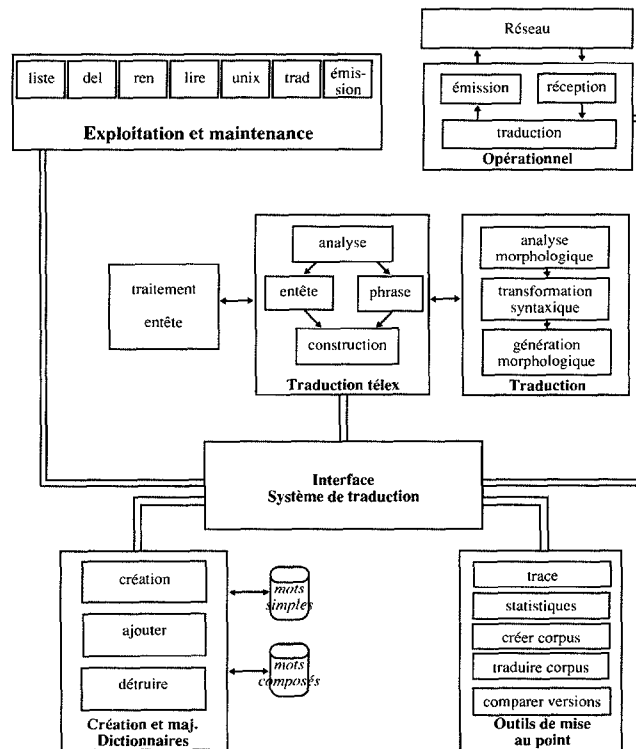 Réseau
liste del ren lire unix trad émis-
sion
émission réception
Exploitation et maintenance
traduction
Opérationnel
analyse
entête phrase
construction
Traduction télex
traitement
entête
analyse
morphologique
transformation
syntaxique
génération
morphologique
Traduction
Interface
Système de traduction
création
ajouter
détruire
Création et maj.
Dictionnaires
mots
simples
mots
composés
trace
statistiques
créer corpus
traduire corpus
comparer versions
Outils de mise
au point